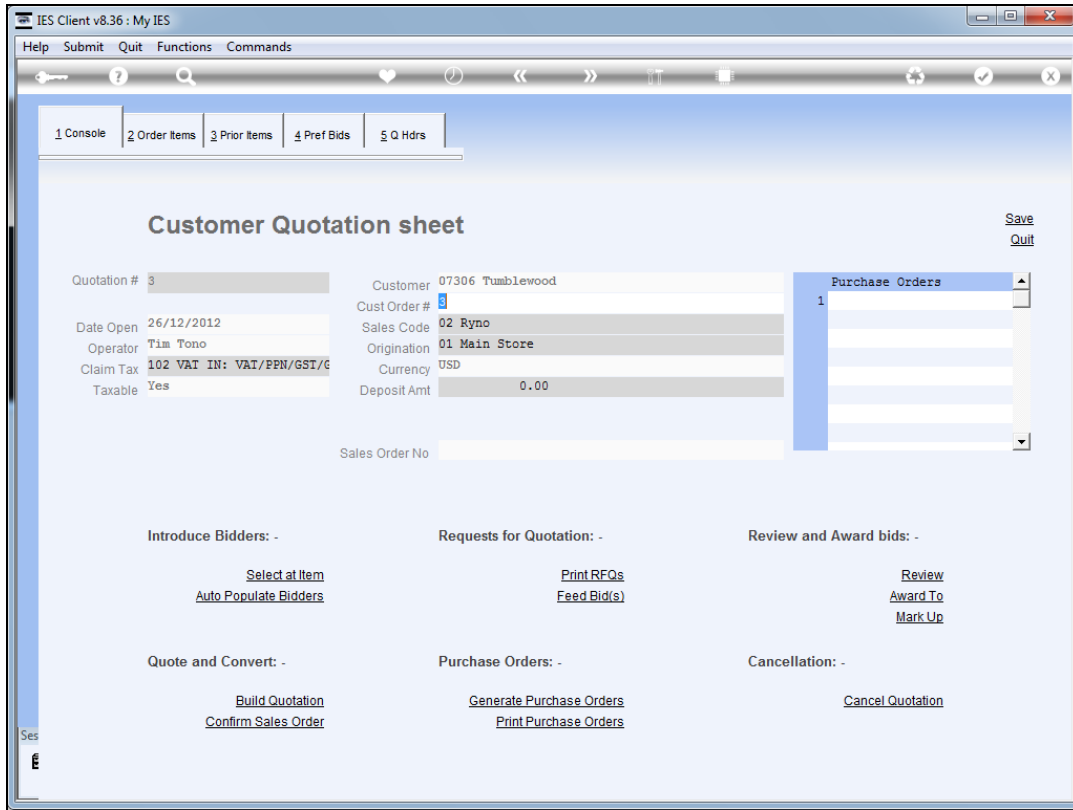 IES Client v8.36 : My IES
Help Submit Quit Functions Commands
1 Console 2 Order Items 3 Prior Items 4 Pref Bids 5 Q Hdrs
Customer Quotation sheet
Save
Quit
Quotation # 3
Customer 07306 Tumblewood
Purchase Orders
Cust Order # 3
1
Date Open 26/12/2012
Sales Code 02 Ryno
Operator Tim Tono
Origination 01 Main Store
Claim Tax 102 VAT IN: VAT/PPN/GST/G
Currency USD
Taxable Yes
Deposit Amt 0.00
Sales Order No
Introduce Bidders: - Requests for Quotation: - Review and Award bids: -
Select at Item Print RFQs Review
Auto Populate Bidders Feed Bid(s) Award To
Mark Up
Quote and Convert: - Purchase Orders: - Cancellation: -
Build Quotation Generate Purchase Orders Cancel Quotation
Confirm Sales Order Print Purchase Orders
Ses